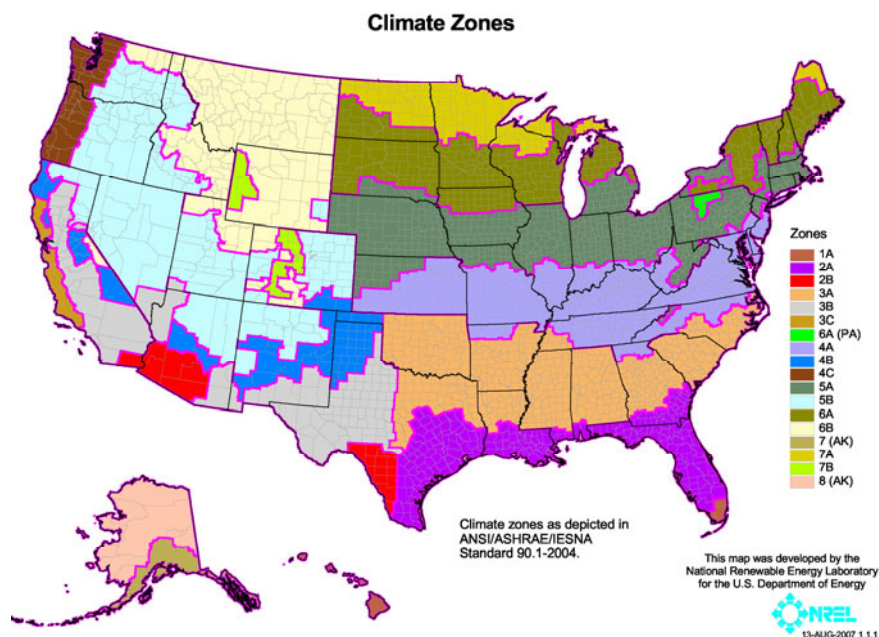 Climate Zones
Zones
1A
2A
2B
3A
3B
3C
6A (PA)
4A
4B
4C
5A
5B
6A
6B
7 (AK)
7A
7B
8 (AK)
Climate zones as depicted in
ANSI/ASHRAE/IESNA
Standard 90.1-2004.
This map was developed by the
National Renewable Energy Laboratory
for the U.S. Department of Energy
NREL
13-AUG-2007 1.1.1